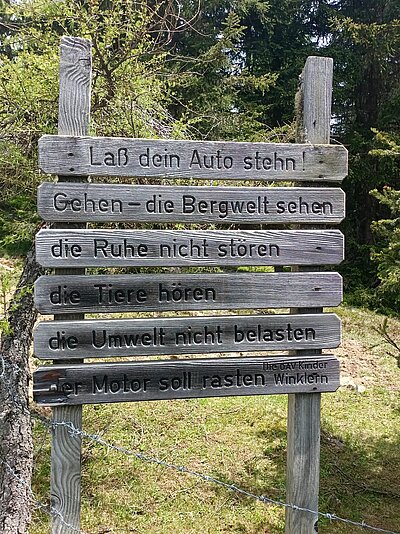 Laß dein Auto stehn!
Gehen – die Bergwelt sehen
die Ruhe nicht stören
die Tiere hören
die Umwelt nicht belasten
der Motor soll rasten
Die ÖAV Kinder
Winklern